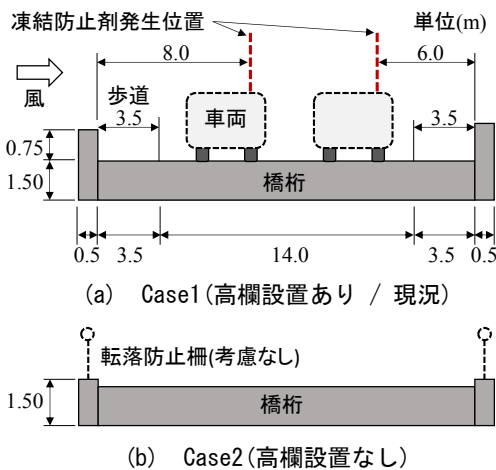 凍結防止剤発生位置
単位(m)
8.0
6.0
風
歩道
3.5
車両
3.5
0.75
1.50
橋桁
0.5
3.5
14.0
3.5
0.5
(a) Case1(高欄設置あり / 現況)
転落防止柵(考慮なし)
1.50
橋桁
(b) Case2(高欄設置なし)